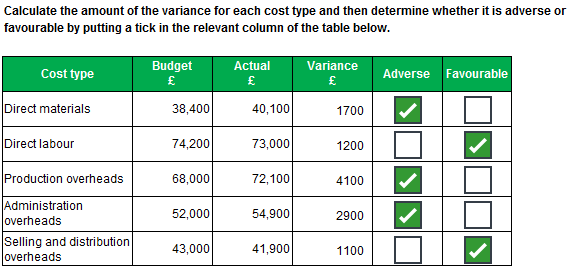 Calculate the amount of the variance for each cost type and then determine whether it is adverse or
favourable by putting a tick in the relevant column of the table below.
Cost type Budget £ Actual £ Variance £ Adverse Favourable
Direct materials 38,400 40,100 1700
Direct labour 74,200 73,000 1200
Production overheads 68,000 72,100 4100
Administration
overheads 52,000 54,900 2900
Selling and distribution
overheads 43,000 41,900 1100